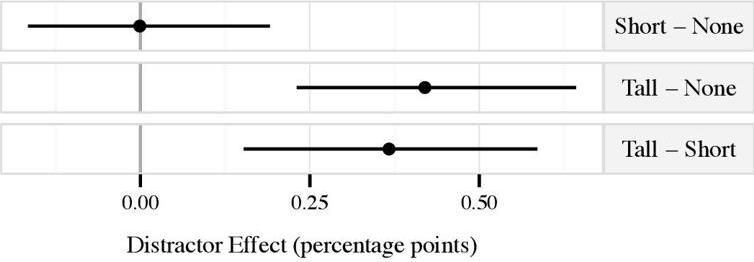 Short – None
Tall – None
Tall – Short
0.00 0.25 0.50
Distractor Effect (percentage points)